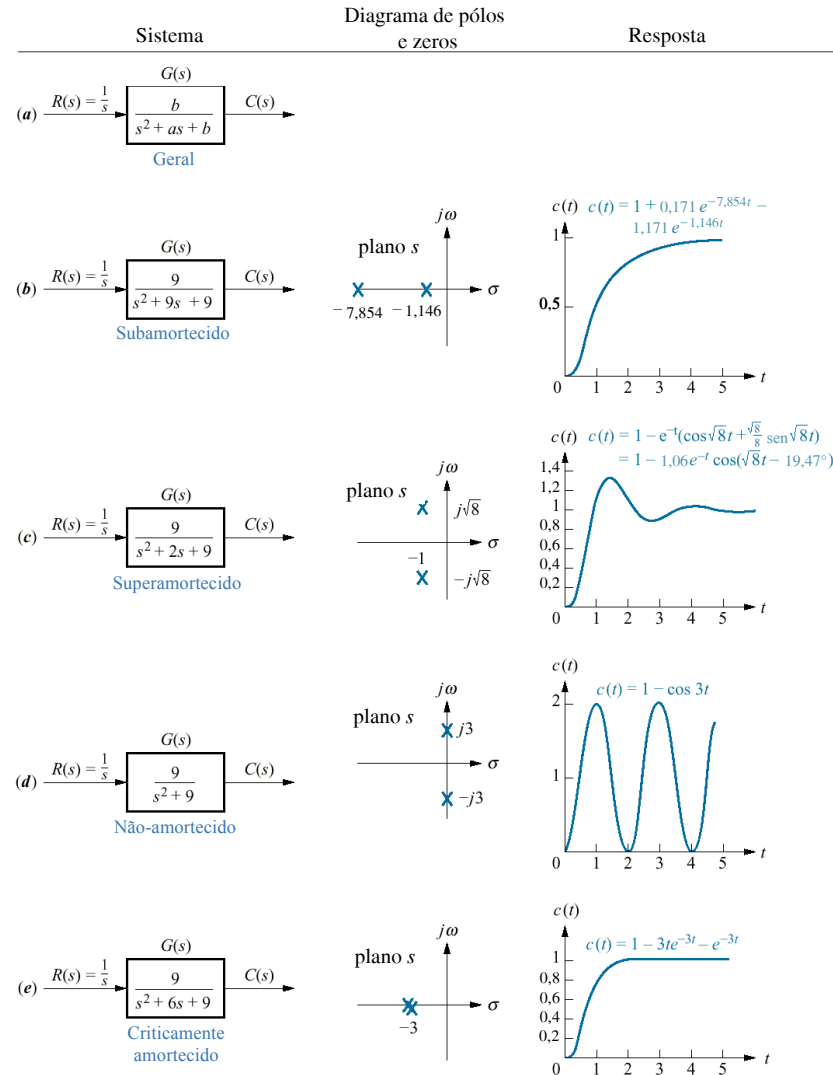 Sistema
Diagrama de pólos
e zeros
Resposta
(a)
R(s) = 1/s
G(s)
b / (s² + as + b)
C(s)
Geral
(b)
R(s) = 1/s
G(s)
9 / (s² + 9s + 9)
C(s)
Subamortecido
jω
plano s
σ
−7,854
−1,146
c(t)
c(t) = 1 + 0,171 e^−7,854t −
1,171 e^−1,146t
1
0,5
0 1 2 3 4 5 t
(c)
R(s) = 1/s
G(s)
9 / (s² + 2s + 9)
C(s)
Superamortecido
jω
plano s
j√8
σ
−1
−j√8
c(t)
c(t) = 1 − e^−t(cos√8t + √8/8 sen√8t)
= 1 − 1,06e^−t cos(√8t − 19,47°)
1,4
1,2
1
0,8
0,6
0,4
0,2
0 1 2 3 4 5 t
(d)
R(s) = 1/s
G(s)
9 / (s² + 9)
C(s)
Não-amortecido
jω
plano s
j3
σ
−j3
c(t)
c(t) = 1 − cos 3t
2
1
0 1 2 3 4 5 t
(e)
R(s) = 1/s
G(s)
9 / (s² + 6s + 9)
C(s)
Criticamente
amortecido
jω
plano s
σ
−3
c(t)
c(t) = 1 − 3te^−3t − e^−3t
1
0,8
0,6
0,4
0,2
0 1 2 3 4 5 t